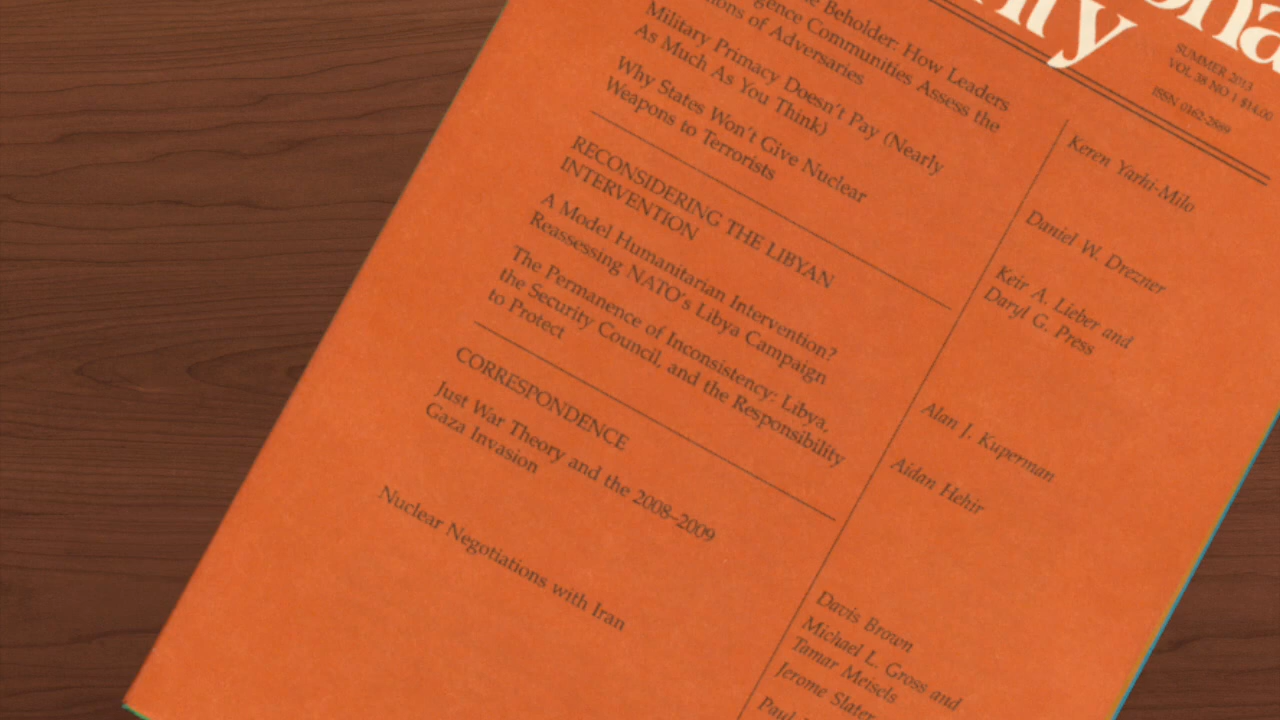 Beholder: How Leaders
Communities Assess the
of Adversaries
Military Primacy Doesn't Pay (Nearly
As Much As You Think)
Why States Won't Give Nuclear
Weapons to Terrorists
RECONSIDERING THE LIBYAN
INTERVENTION
A Model Humanitarian Intervention?
Reassessing NATO's Libya Campaign
The Permanence of Inconsistency: Libya,
the Security Council, and the Responsibility
to Protect
CORRESPONDENCE
Just War Theory and the 2008–2009
Gaza Invasion
Nuclear Negotiations with Iran
SUMMER 2013
VOL 38 NO 1 $14.00
ISSN 0162-2889
Keren Yarhi-Milo
Daniel W. Drezner
Keir A. Lieber and
Daryl G. Press
Alan J. Kuperman
Aidan Hehir
Davis Brown
Michael L. Gross and
Tamar Meisels
Jerome Slater
Paul